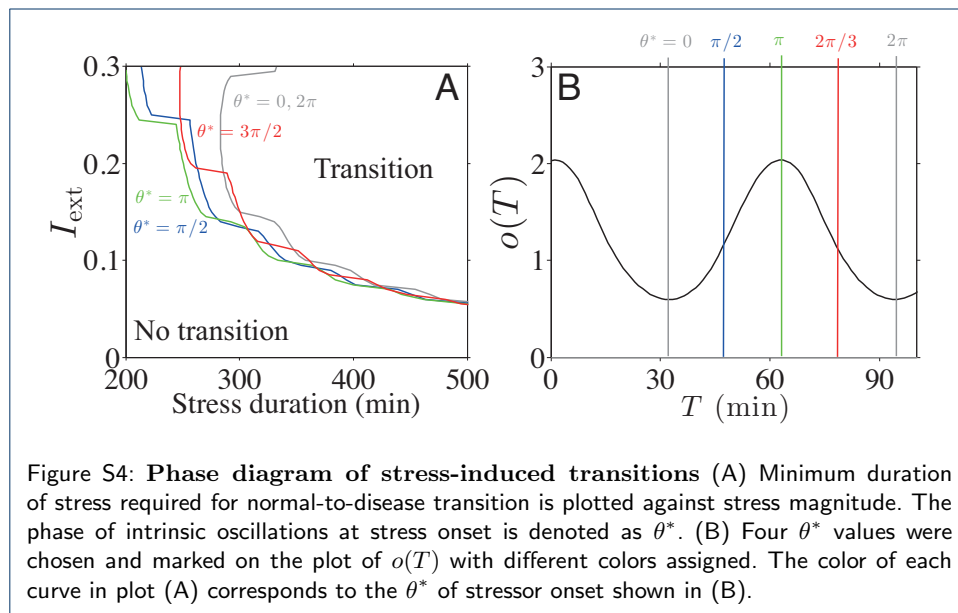 θ* = 0 π/2 π 2π/3 2π
0.3
0.2
0.1
0
I_ext
A
θ* = 0, 2π
θ* = 3π/2
Transition
θ* = π
θ* = π/2
No transition
200 300 400 500
Stress duration (min)
3
2
1
0
o(T)
B
0 30 60 90
T (min)
Figure S4: Phase diagram of stress-induced transitions (A) Minimum duration
of stress required for normal-to-disease transition is plotted against stress magnitude. The
phase of intrinsic oscillations at stress onset is denoted as θ*. (B) Four θ* values were
chosen and marked on the plot of o(T) with different colors assigned. The color of each
curve in plot (A) corresponds to the θ* of stressor onset shown in (B).